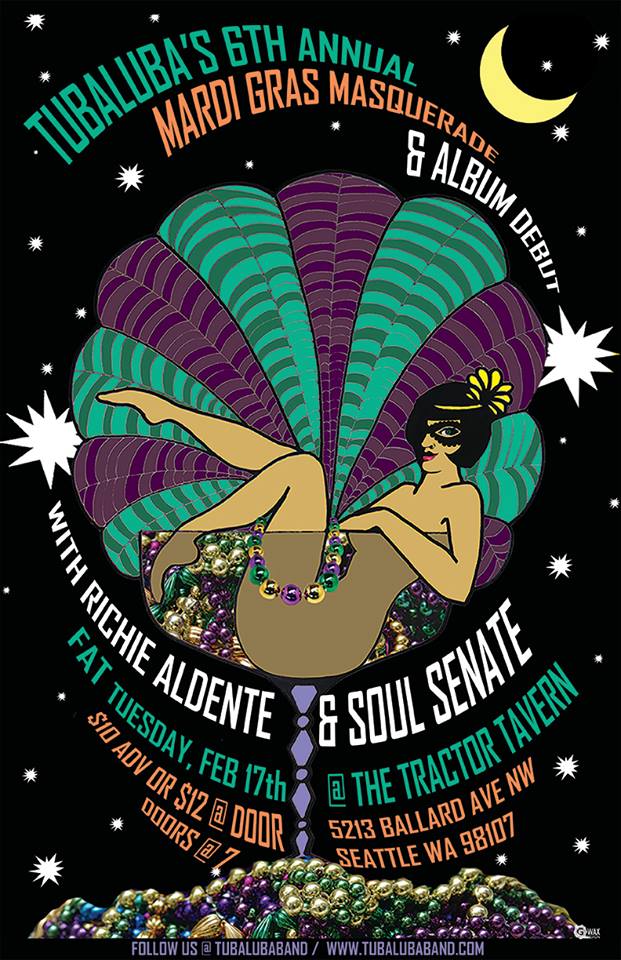 TUBALUBA'S 6TH ANNUAL
MARDI GRAS MASQUERADE
& ALBUM DEBUT
WITH RICHIE ALDENTE
& SOUL SENATE
FAT TUESDAY, FEB 17th
@ THE TRACTOR TAVERN
$10 ADV OR $12 @ DOOR
DOORS @ 7
5213 BALLARD AVE NW
SEATTLE WA 98107
FOLLOW US @ TUBALUBABAND / WWW.TUBALUBABAND.COM